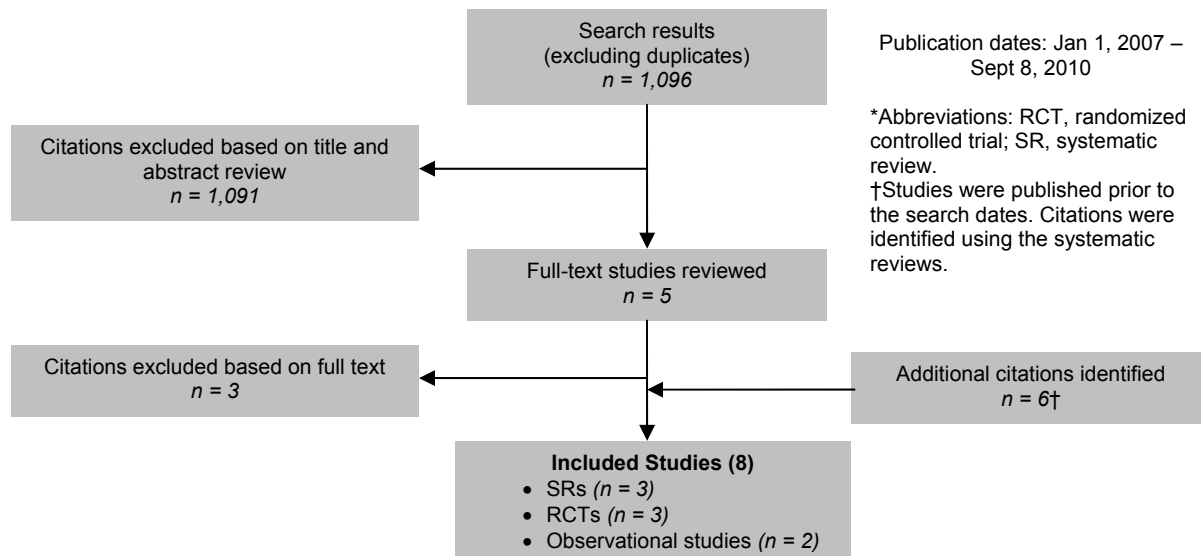 Search results
(excluding duplicates)
n = 1,096
Publication dates: Jan 1, 2007 –
Sept 8, 2010
*Abbreviations: RCT, randomized
controlled trial; SR, systematic
review.
†Studies were published prior to
the search dates. Citations were
identified using the systematic
reviews.
Citations excluded based on title and
abstract review
n = 1,091
Full-text studies reviewed
n = 5
Citations excluded based on full text
n = 3
Additional citations identified
n = 6†
Included Studies (8)
• SRs (n = 3)
• RCTs (n = 3)
• Observational studies (n = 2)